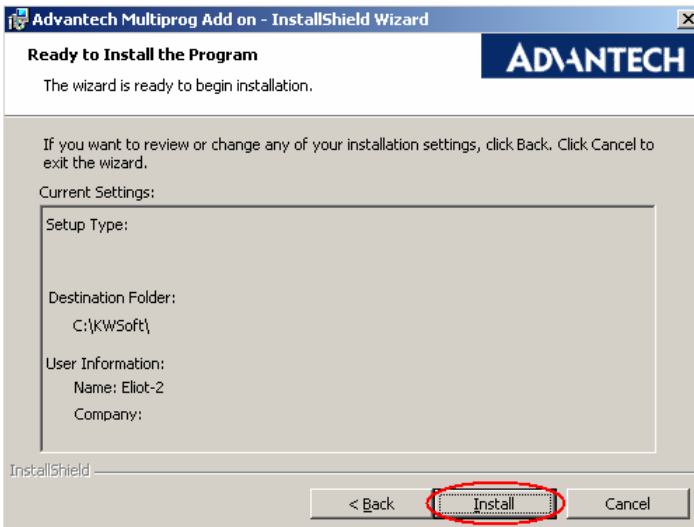 Advantech Multiprog Add on - InstallShield Wizard
Ready to Install the Program
ADVANTECH
The wizard is ready to begin installation.
If you want to review or change any of your installation settings, click Back. Click Cancel to
exit the wizard.
Current Settings:
Setup Type:
Destination Folder:
C:\KWSoft\
User Information:
Name: Eliot-2
Company:
InstallShield
< Back
Install
Cancel